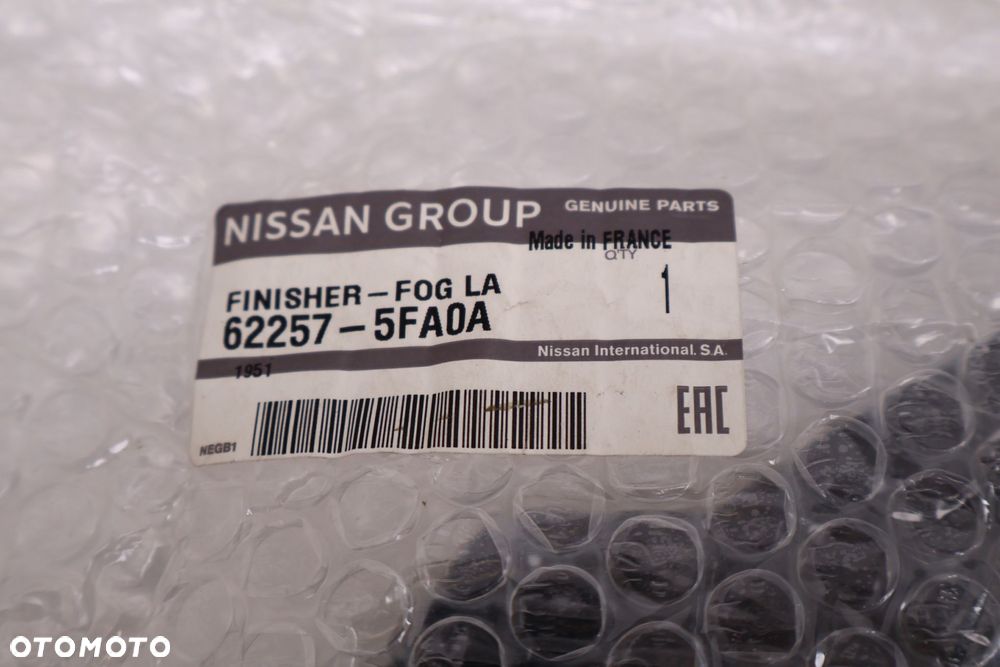 NISSAN GROUP GENUINE PARTS
Made in FRANCE
Q'TY
FINISHER-FOG LA 1
62257-5FA0A
Nissan International. S.A.
1951
NEGB1
EAC
OTOMOTO